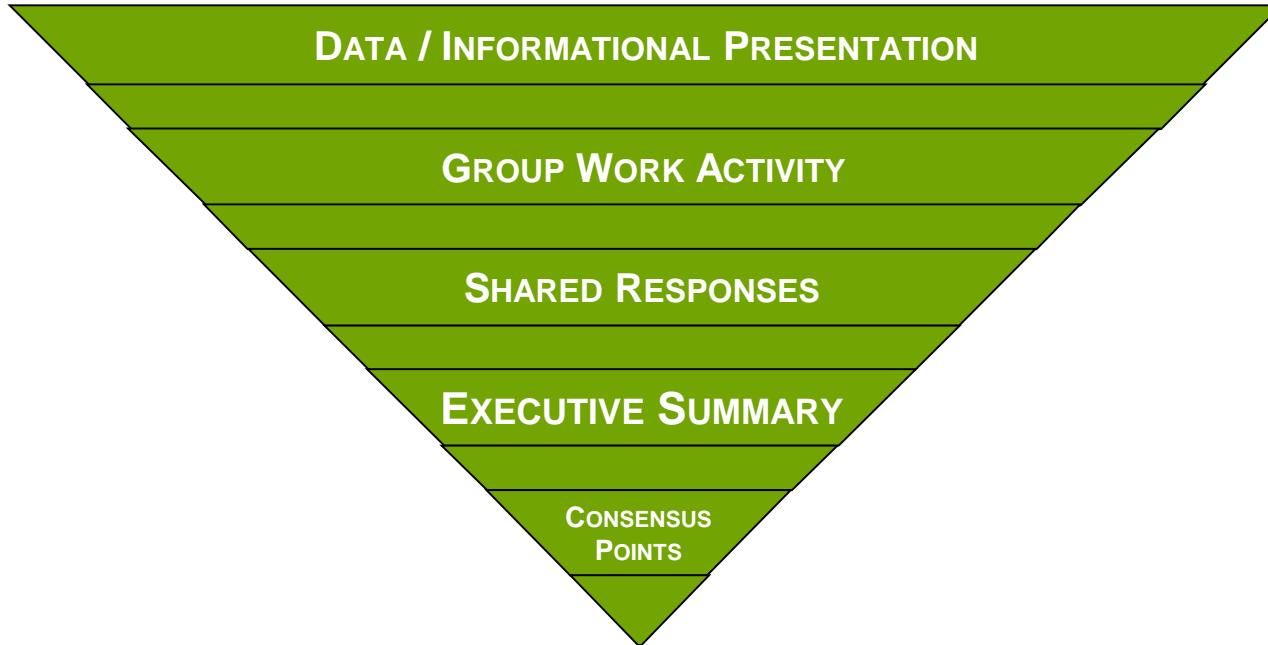 DATA / INFORMATIONAL PRESENTATION
GROUP WORK ACTIVITY
SHARED RESPONSES
EXECUTIVE SUMMARY
CONSENSUS
POINTS